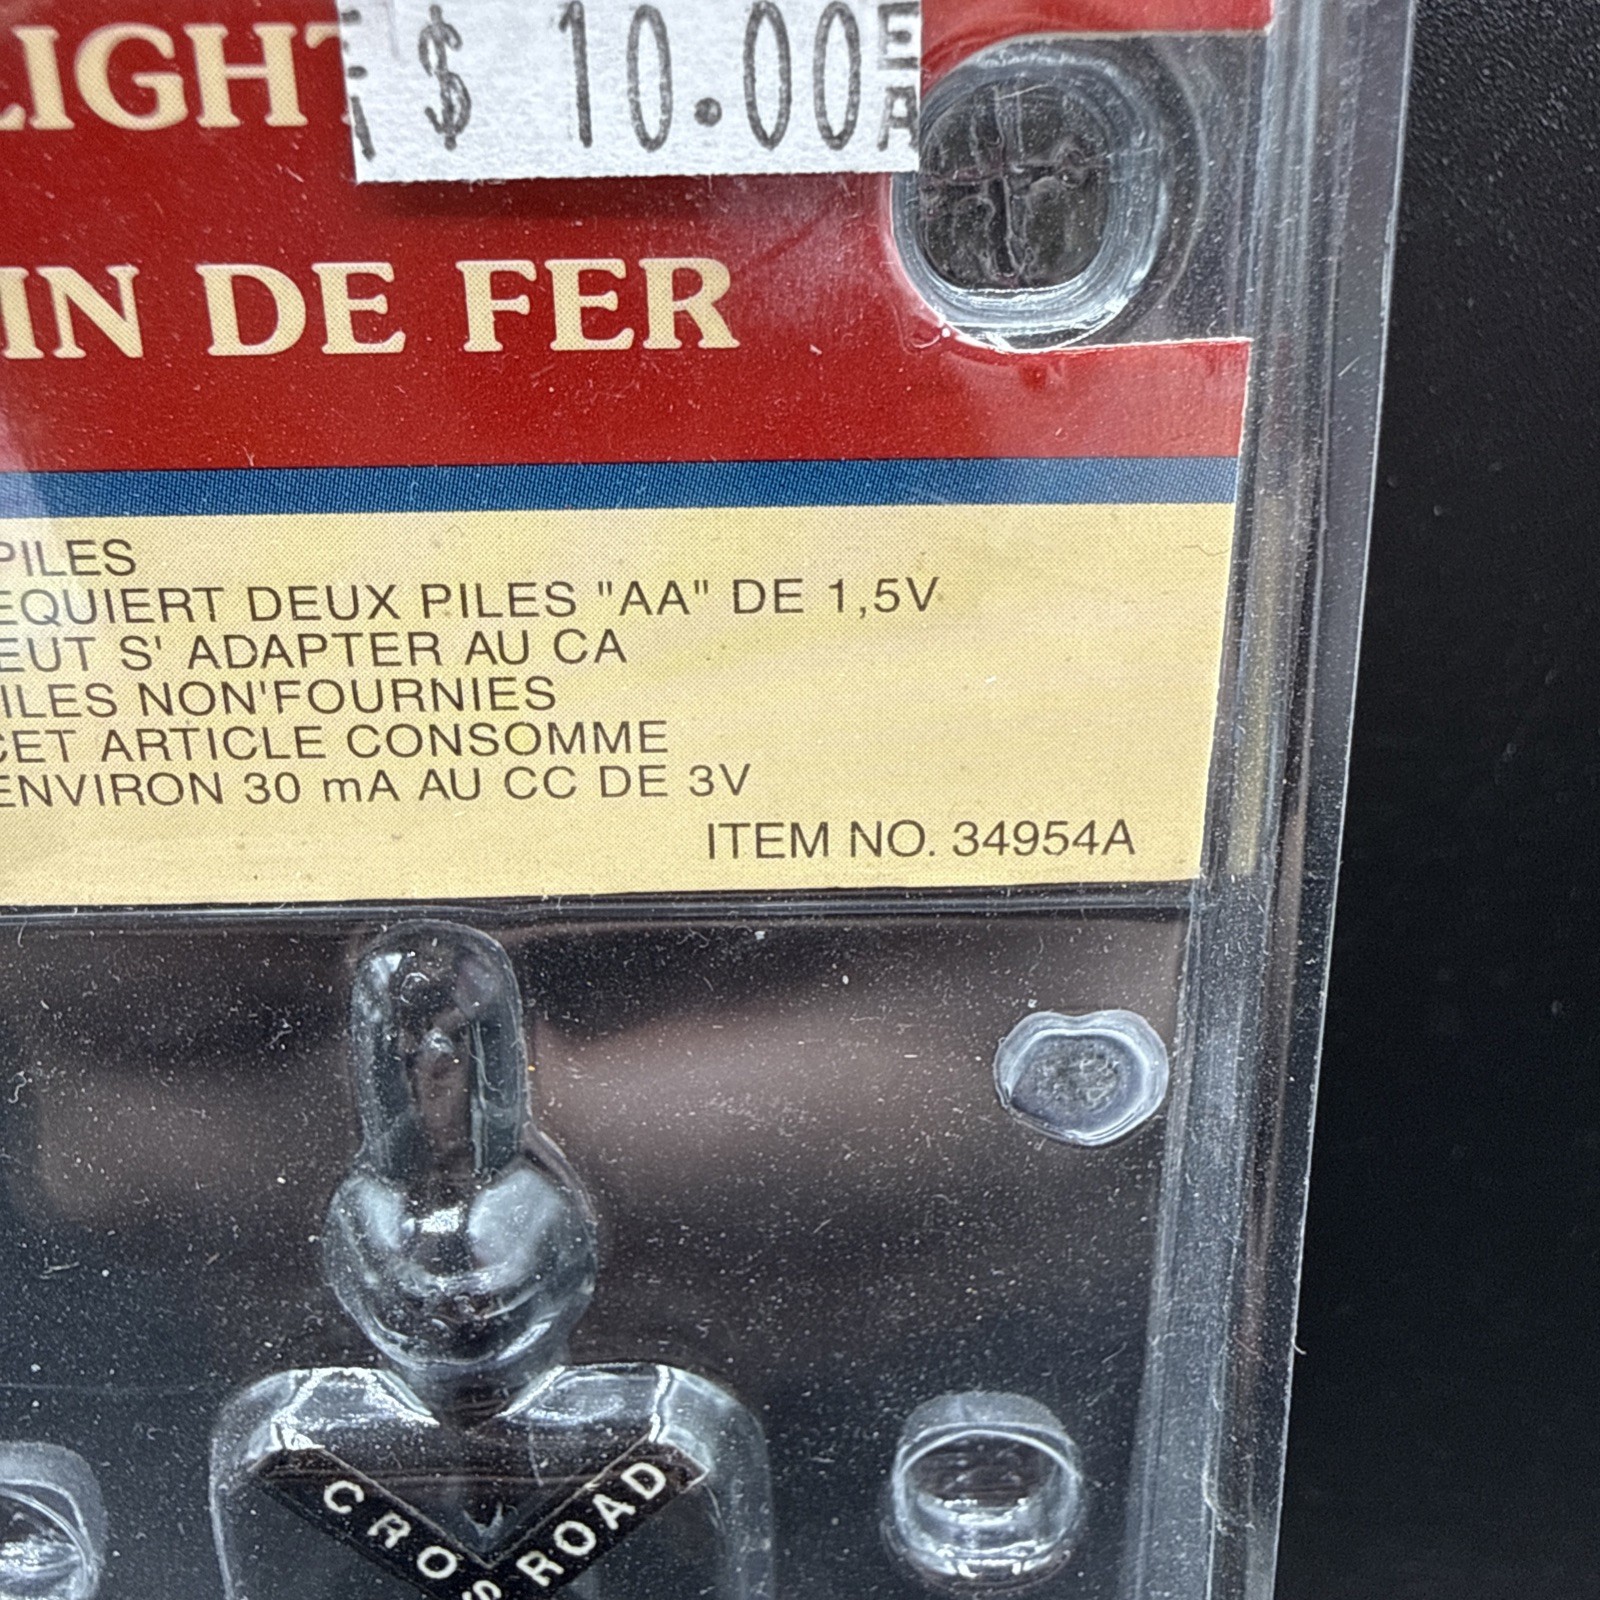 LIGHT
$ 10.00 EA
IN DE FER
PILES
EQUIERT DEUX PILES "AA" DE 1,5V
EUT S' ADAPTER AU CA
ILES NON'FOURNIES
CET ARTICLE CONSOMME
ENVIRON 30 mA AU CC DE 3V
ITEM NO. 34954A
CROS
ROAD